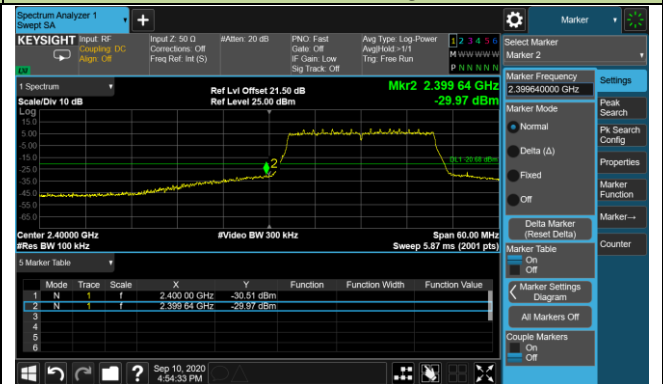 Spectrum Analyzer 1
Swept SA
Marker
KEYSIGHT
Input: RF
Coupling: DC
Align: Off
Input Z: 50 Ω
Corrections: Off
Freq Ref: Int (S)
#Atten: 20 dB
PNO: Fast
Gate: Off
IF Gain: Low
Sig Track: Off
Avg Type: Log-Power
Avg|Hold:>1/1
Trig: Free Run
1 2 3 4 5 6
M W W W W W
P N N N N N
LXI
Select Marker
Marker 2
1 Spectrum
Scale/Div 10 dB
Log
Ref Lvl Offset 21.50 dB
Ref Level 25.00 dBm
Mkr2 2.399 64 GHz
-29.97 dBm
15.0
5.00
-5.00
-15.0
-25.0
-35.0
-45.0
-55.0
-65.0
2
DL1 -20.68 dBm
Center 2.40000 GHz
#Res BW 100 kHz
#Video BW 300 kHz
Span 60.00 MHz
Sweep 5.87 ms (2001 pts)
5 Marker Table
Mode Trace Scale X Y Function Function Width Function Value
1 N 1 f 2.400 00 GHz -30.51 dBm
2 N 1 f 2.399 64 GHz -29.97 dBm
3
4
5
6
Marker Frequency
2.399640000 GHz
Marker Mode
Normal
Delta (Δ)
Fixed
Off
Delta Marker
(Reset Delta)
Marker Table
On
Off
Marker Settings
Diagram
All Markers Off
Couple Markers
On
Off
Settings
Peak
Search
Pk Search
Config
Properties
Marker
Function
Marker→
Counter
Sep 10, 2020
4:54:33 PM